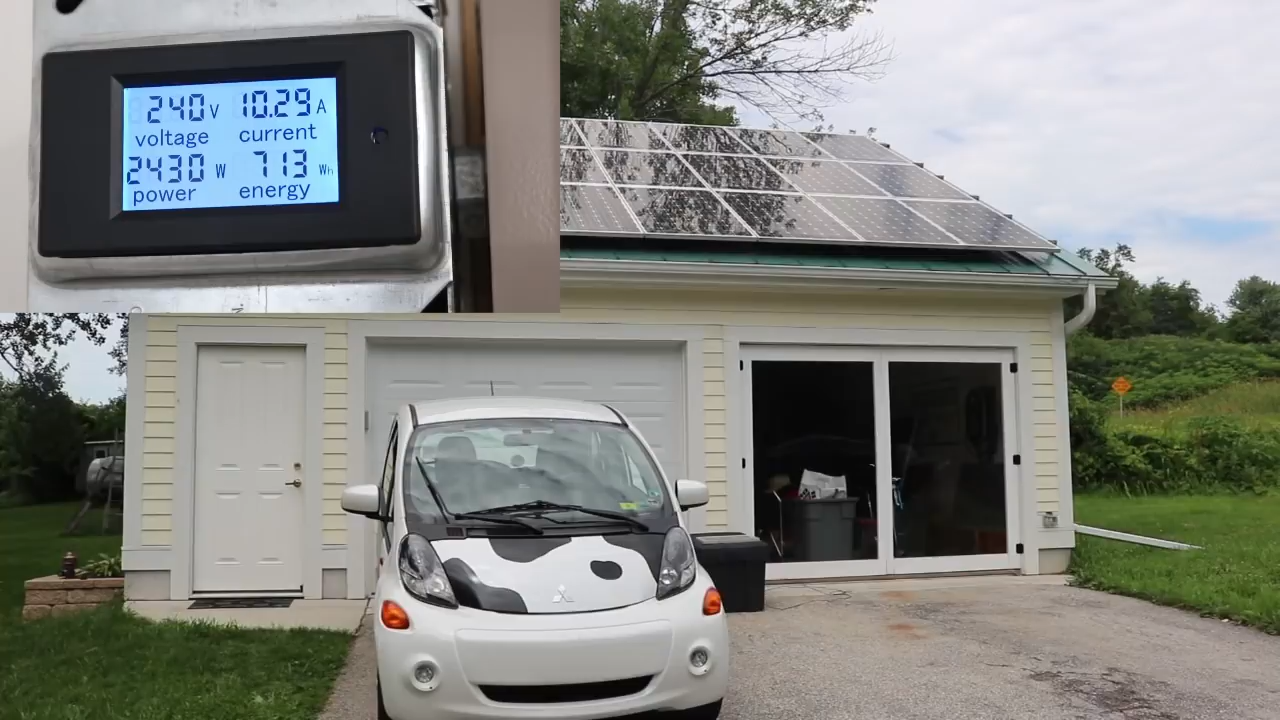 240 V 10.29 A
voltage current
2430 W 713 Wh
power energy